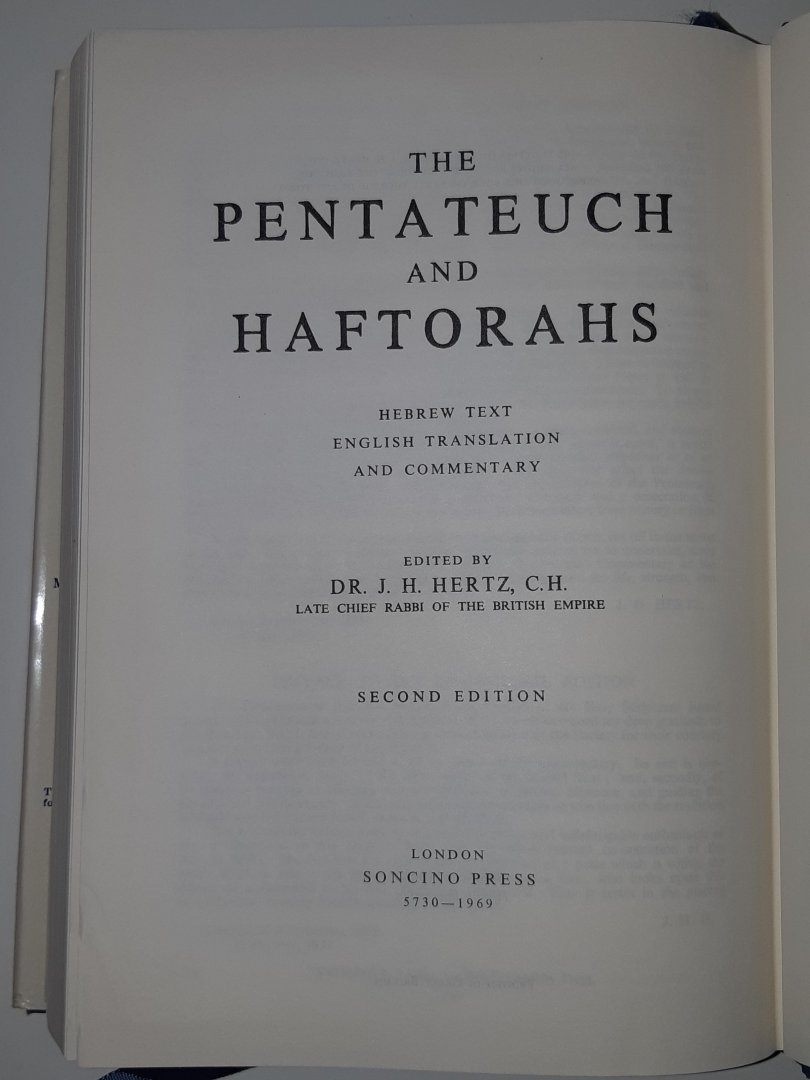 THE
PENTATEUCH
AND
HAFTORAHS
HEBREW TEXT
ENGLISH TRANSLATION
AND COMMENTARY
EDITED BY
DR. J. H. HERTZ, C.H.
LATE CHIEF RABBI OF THE BRITISH EMPIRE
SECOND EDITION
LONDON
SONCINO PRESS
5730—1969